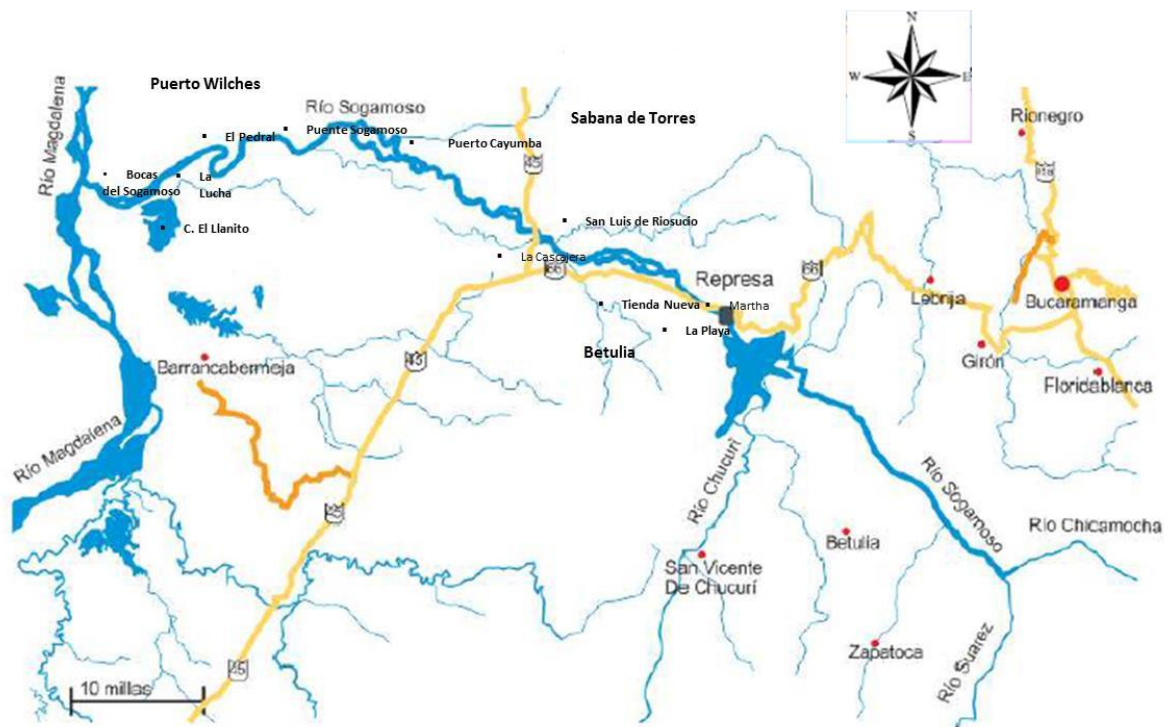 N
W E
S
Puerto Wilches
Río Magdalena
Río Sogamoso
Sabana de Torres
Rionegro
El Pedral
Puente Sogamoso
Puerto Cayumba
45
Bocas
del Sogamoso
La
Lucha
C. El Llanito
San Luis de Riosucio
La Cascajera
66
66
Represa
Tienda Nueva
Martha
La Playa
Lebrija
Bucaramanga
Girón
Floridablanca
Betulia
Barrancabermeja
Río Magdalena
Río Chucurí
Río Sogamoso
Río Chicamocha
Betulia
San Vicente
De Chucurí
Zapatoca
Río Suarez
45
10 millas